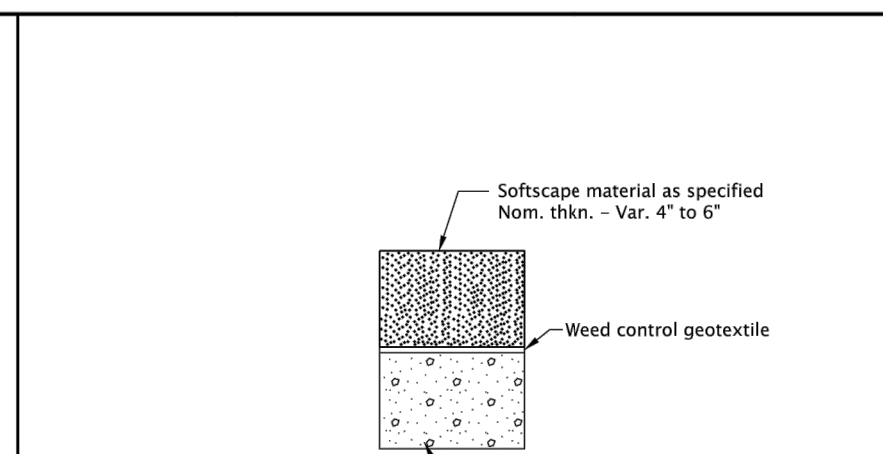 Softscape material as specified
Nom. thkn. – Var. 4" to 6"
Weed control geotextile